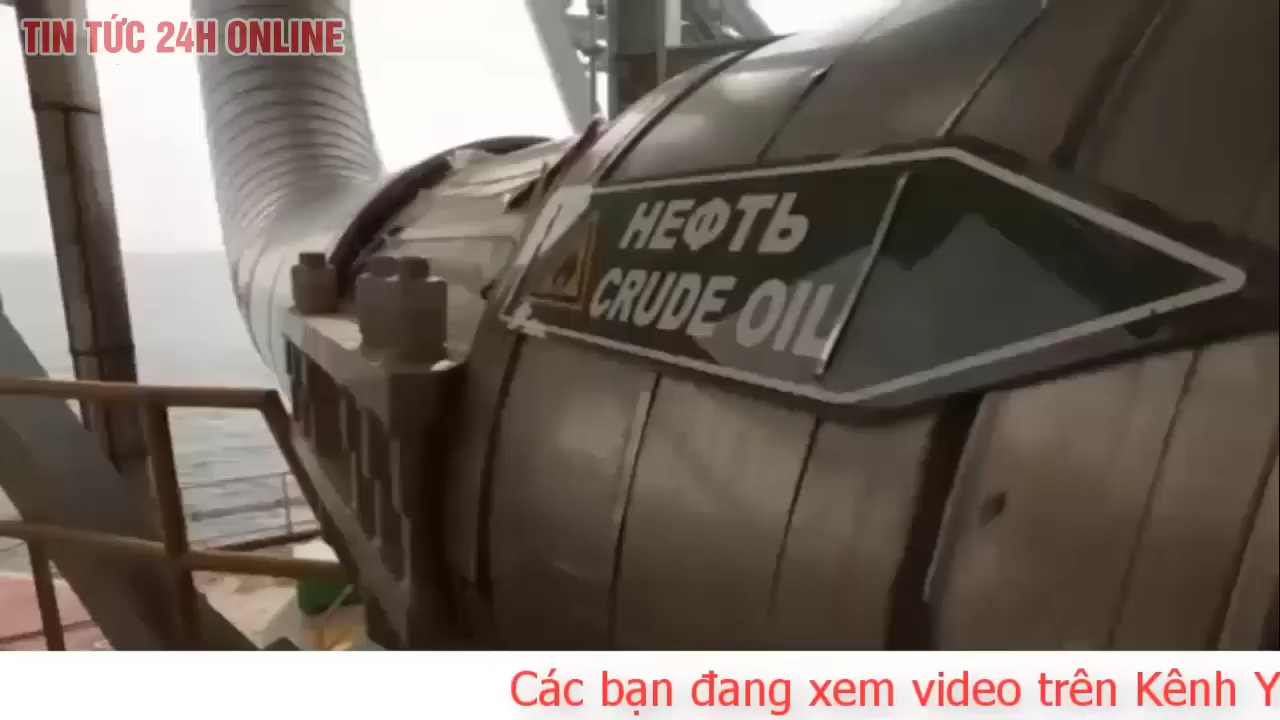 TIN TỨC 24H ONLINE
НЕФТЬ
CRUDE OIL
Các bạn đang xem video trên Kênh Y